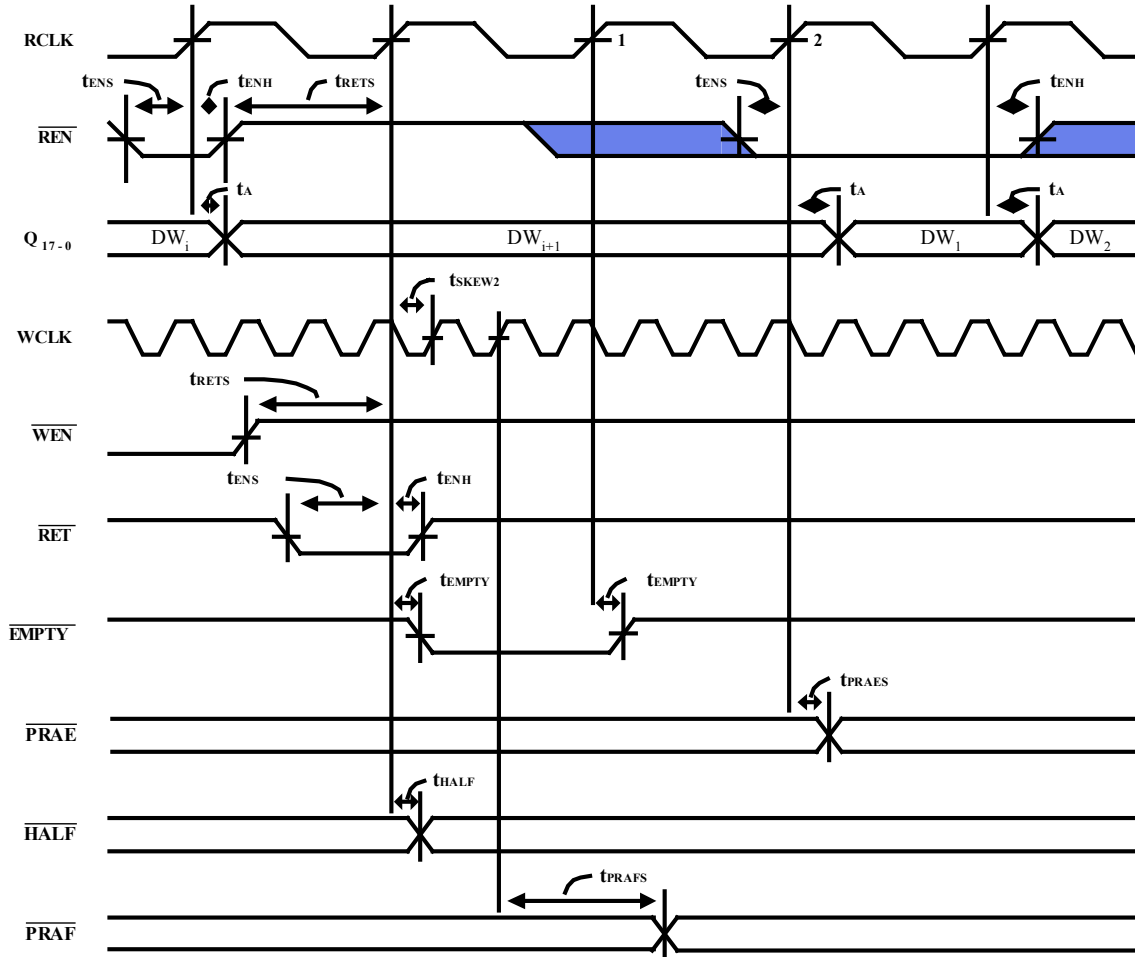 RCLK
1
2
tENS
tENH
tRETS
tENS
tENH
REN
tA
tA
tA
Q 17-0
DWi
DWi+1
DW1
DW2
tSKEW2
WCLK
tRETS
WEN
tENS
tENH
RET
tEMPTY
tEMPTY
EMPTY
tPRAES
PRAE
tHALF
HALF
tPRAFS
PRAF